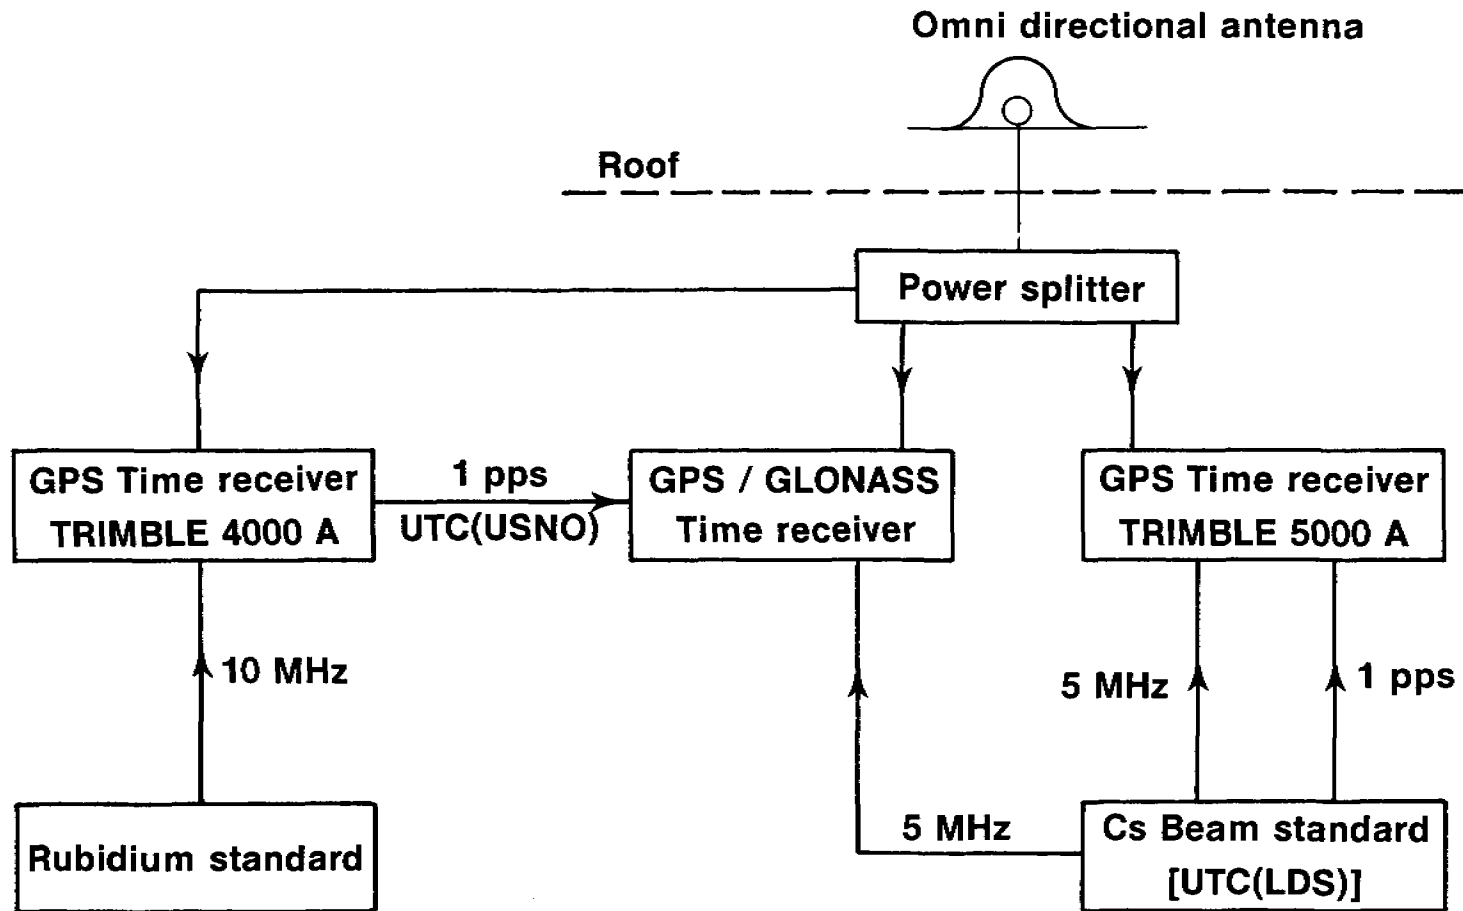 Omni directional antenna
Roof
Power splitter
GPS Time receiver
TRIMBLE 4000 A
1 pps
UTC(USNO)
GPS / GLONASS
Time receiver
GPS Time receiver
TRIMBLE 5000 A
10 MHz
5 MHz
1 pps
5 MHz
Rubidium standard
Cs Beam standard
[UTC(LDS)]